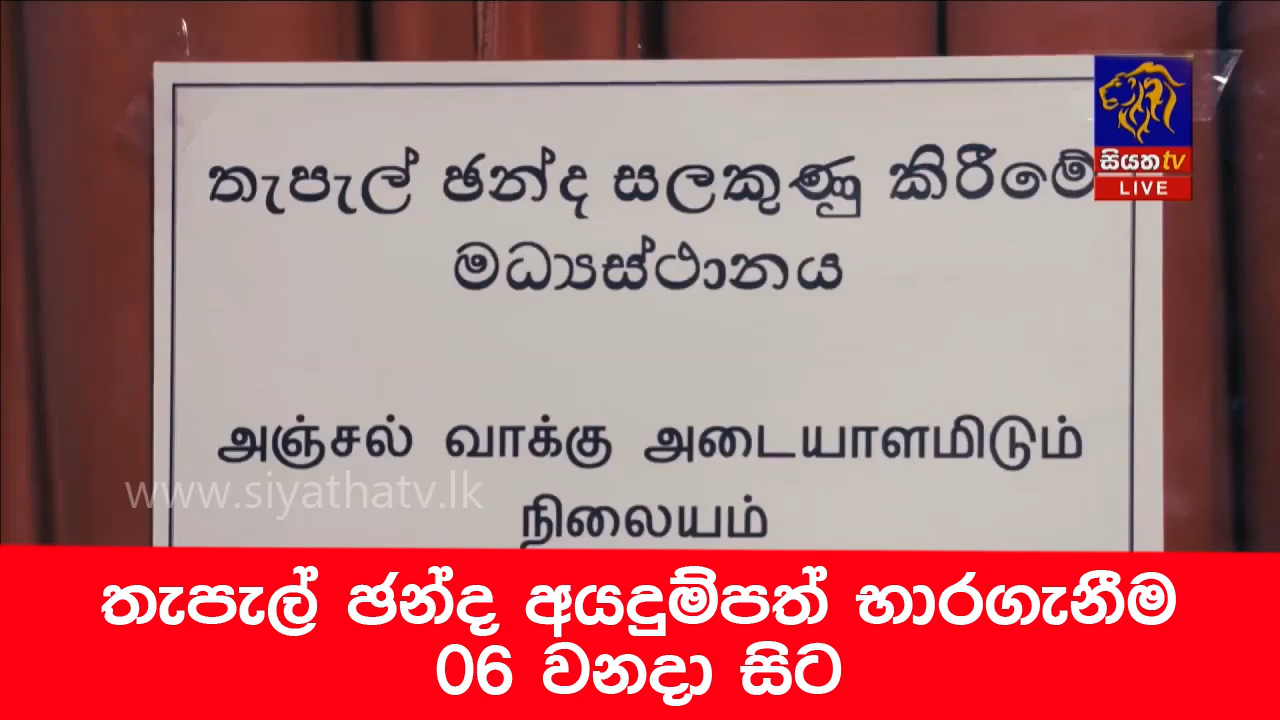 තැපැල් ඡන්ද සලකුණු කිරීමේ
මධ්‍යස්ථානය
සියත tv
LIVE
அஞ்சல் வாக்கு அடையாளமிடும்
நிலையம்
www.siyathatv.lk
තැපැල් ඡන්ද අයදුම්පත් භාරගැනීම
06 වනදා සිට